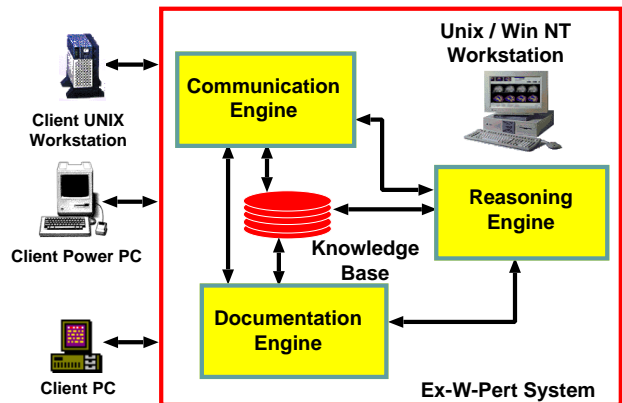 Unix / Win NT
Workstation
Communication
Engine
Client UNIX
Workstation
Reasoning
Engine
Client Power PC
Knowledge
Base
Documentation
Engine
Client PC
Ex-W-Pert System